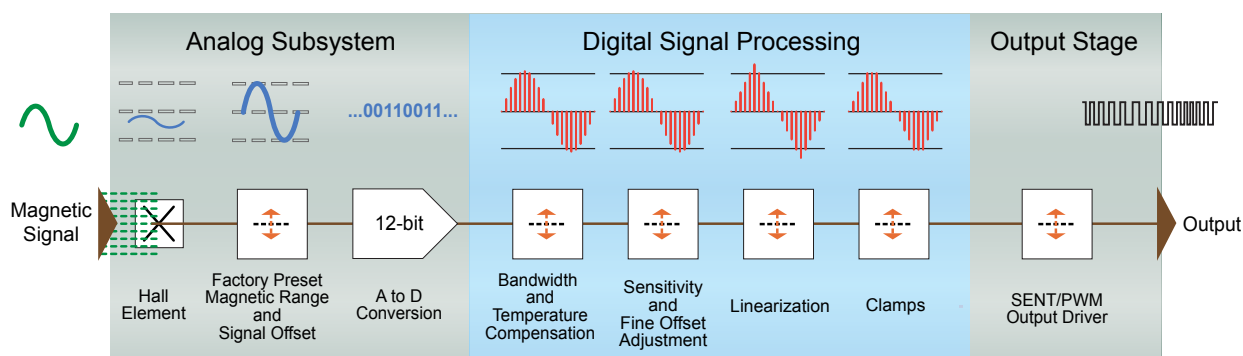 Analog Subsystem
Digital Signal Processing
Output Stage
...00110011...
Magnetic
Signal
12-bit
Output
Hall
Element
Factory Preset
Magnetic Range
and
Signal Offset
A to D
Conversion
Bandwidth
and
Temperature
Compensation
Sensitivity
and
Fine Offset
Adjustment
Linearization
Clamps
SENT/PWM
Output Driver